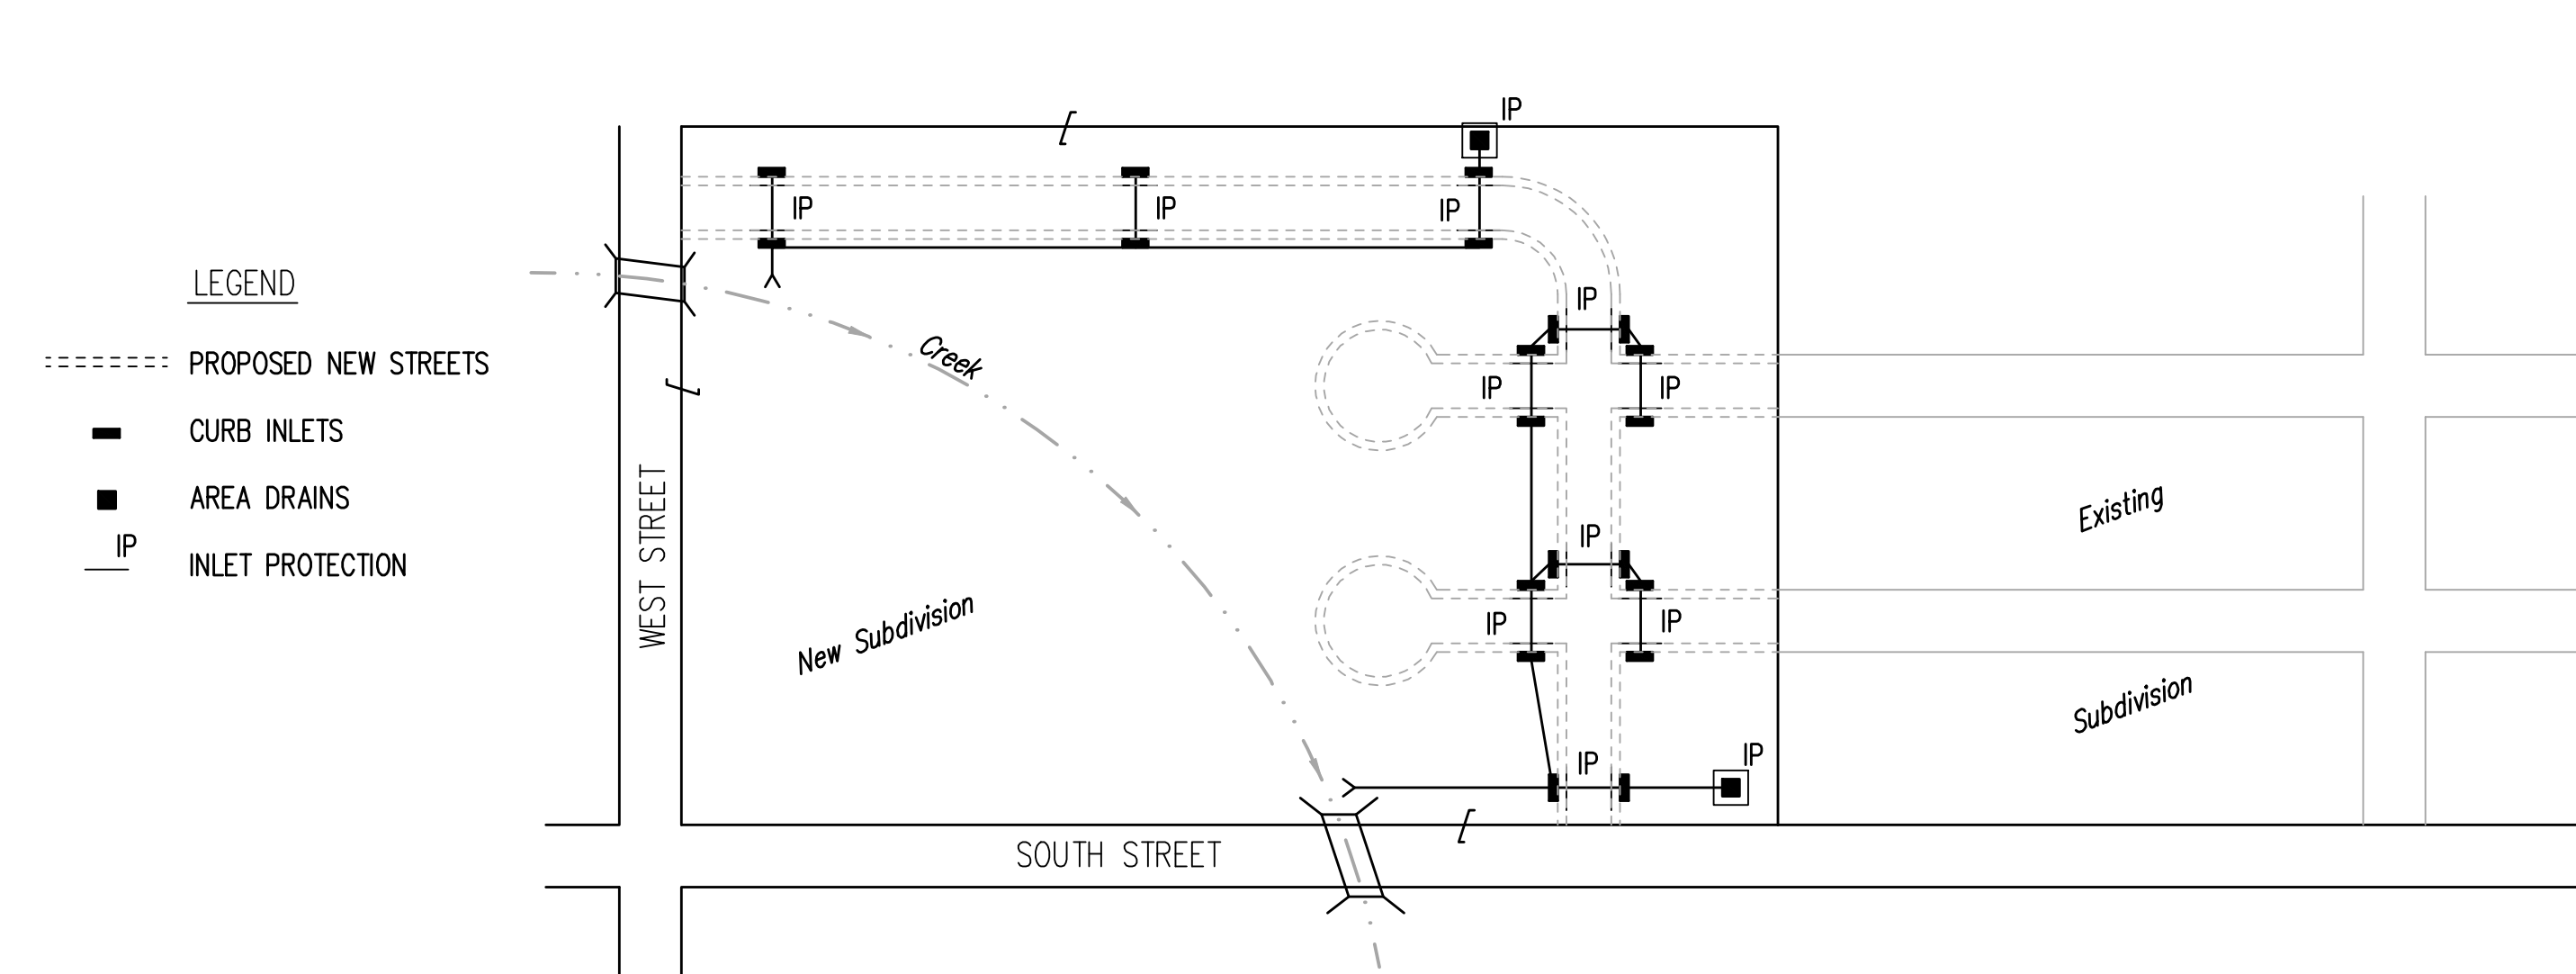 IP
IP
IP
IP
LEGEND
IP
Creek
PROPOSED NEW STREETS
IP
IP
CURB INLETS
AREA DRAINS
Existing
IP
IP
INLET PROTECTION
WEST STREET
New Subdivision
IP
IP
Subdivision
IP
IP
SOUTH STREET